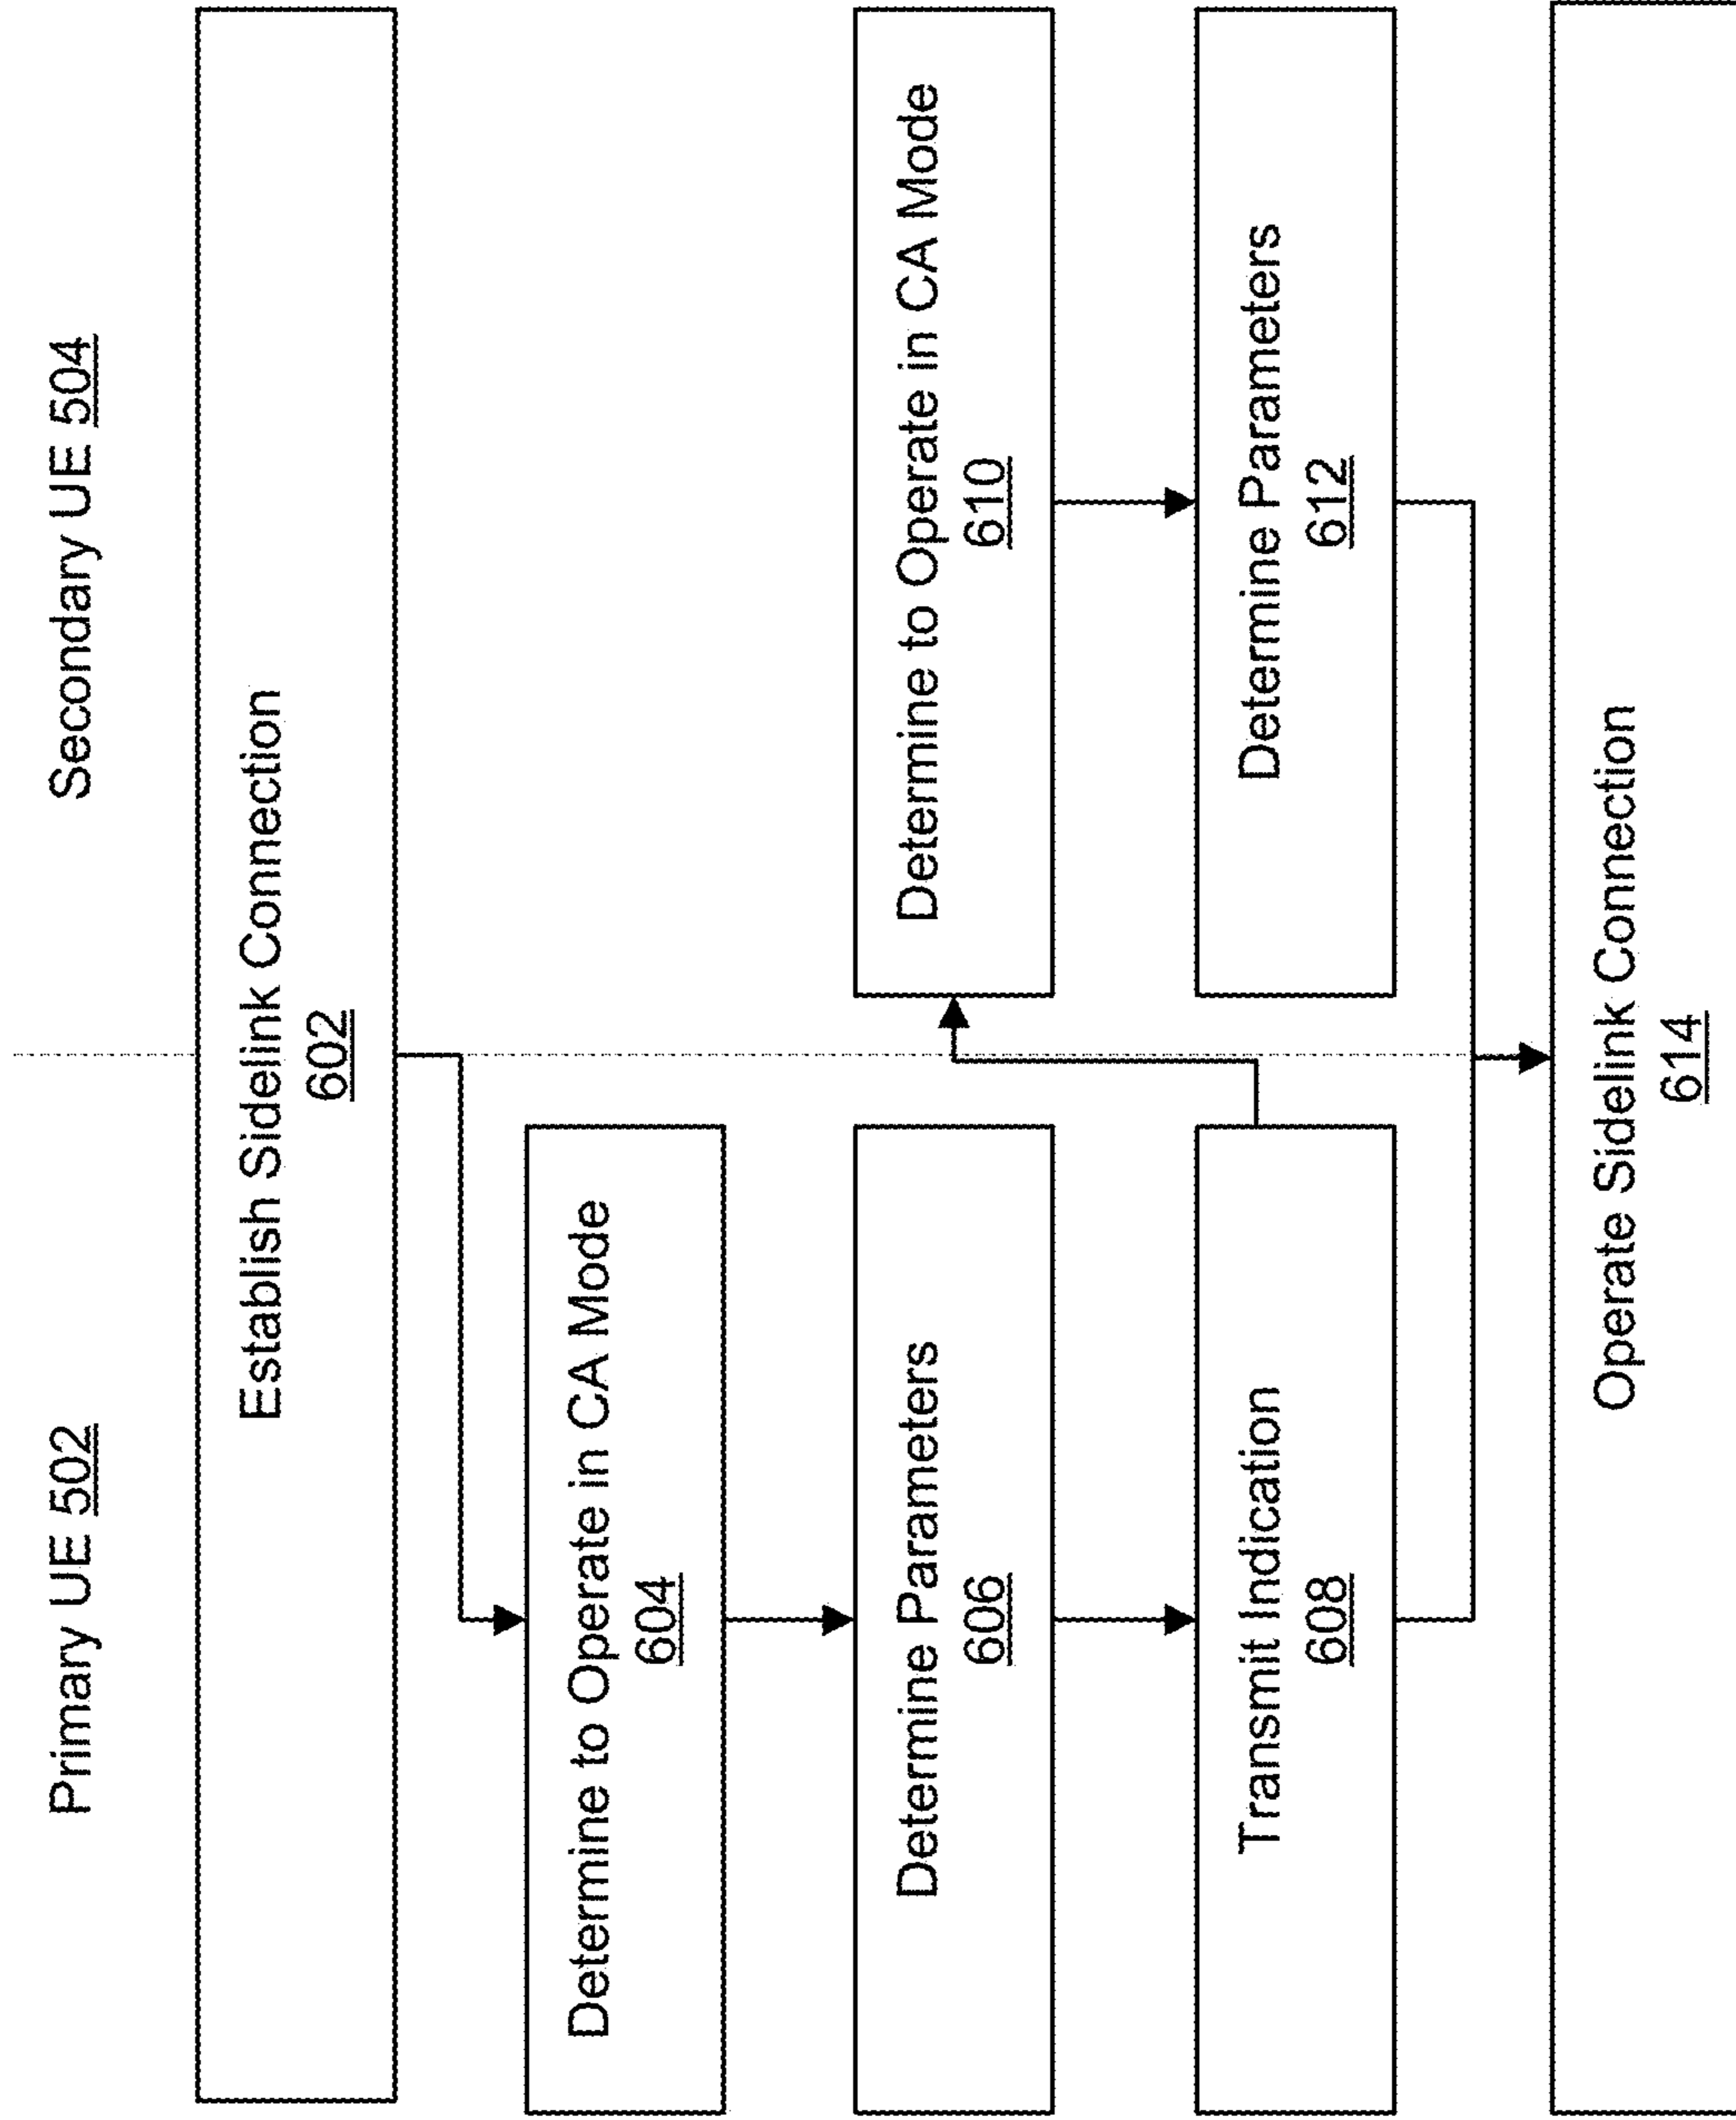 Primary UE 502
Secondary UE 504
Establish Sidelink Connection
602
Determine to Operate in CA Mode
604
Determine Parameters
606
Transmit Indication
608
Determine to Operate in CA Mode
610
Determine Parameters
612
Operate Sidelink Connection
614